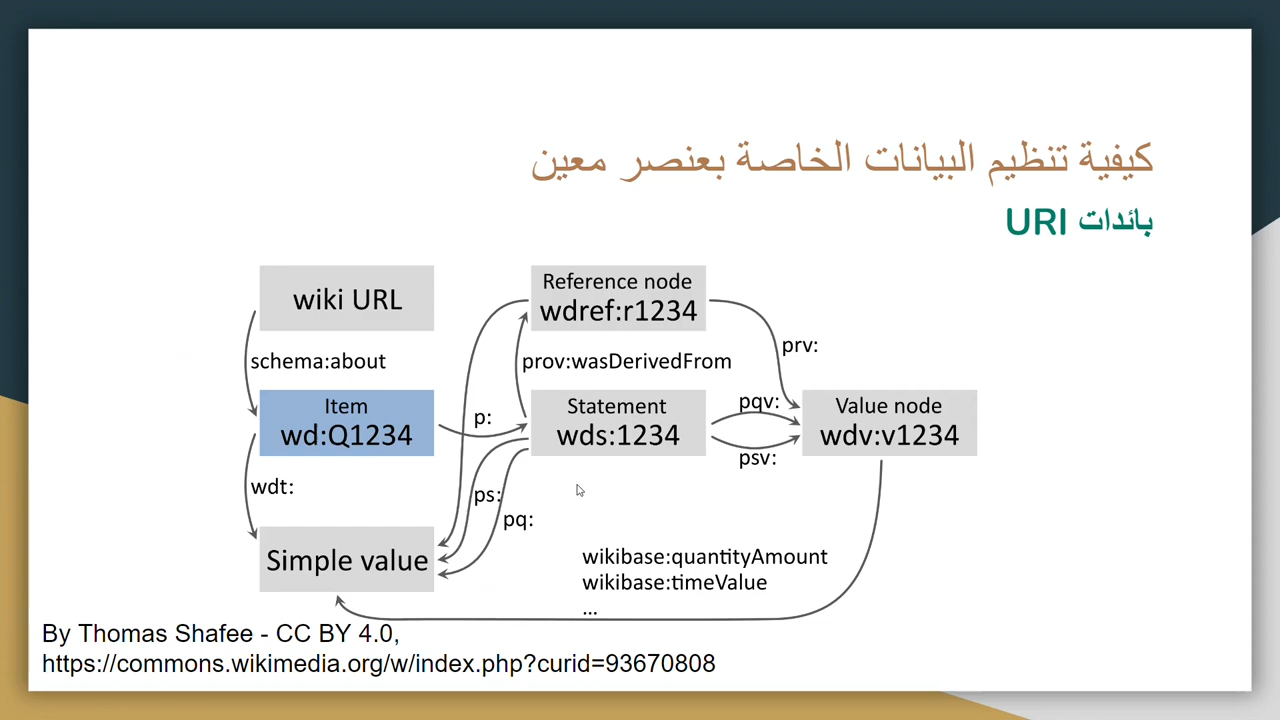 كيفية تنظيم البيانات الخاصة بعنصر معين
بائدات URI
wiki URL
schema:about
Item
wd:Q1234
wdt:
Simple value
Reference node
wdref:r1234
prov:wasDerivedFrom
p:
Statement
wds:1234
ps:
pq:
prv:
pqv:
psv:
Value node
wdv:v1234
wikibase:quantityAmount
wikibase:timeValue
...
By Thomas Shafee - CC BY 4.0,
https://commons.wikimedia.org/w/index.php?curid=93670808